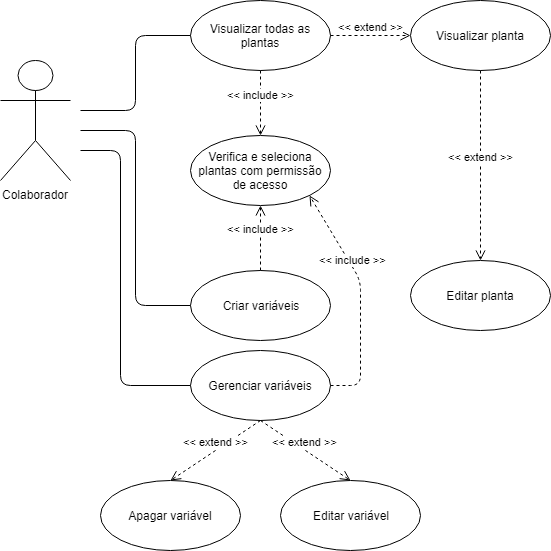 Visualizar todas as
plantas
<< extend >>
Visualizar planta
<< include >>
Verifica e seleciona
plantas com permissão
de acesso
<< extend >>
Colaborador
<< include >>
<< include >>
Criar variáveis
Editar planta
Gerenciar variáveis
<< extend >>
<< extend >>
Apagar variável
Editar variável